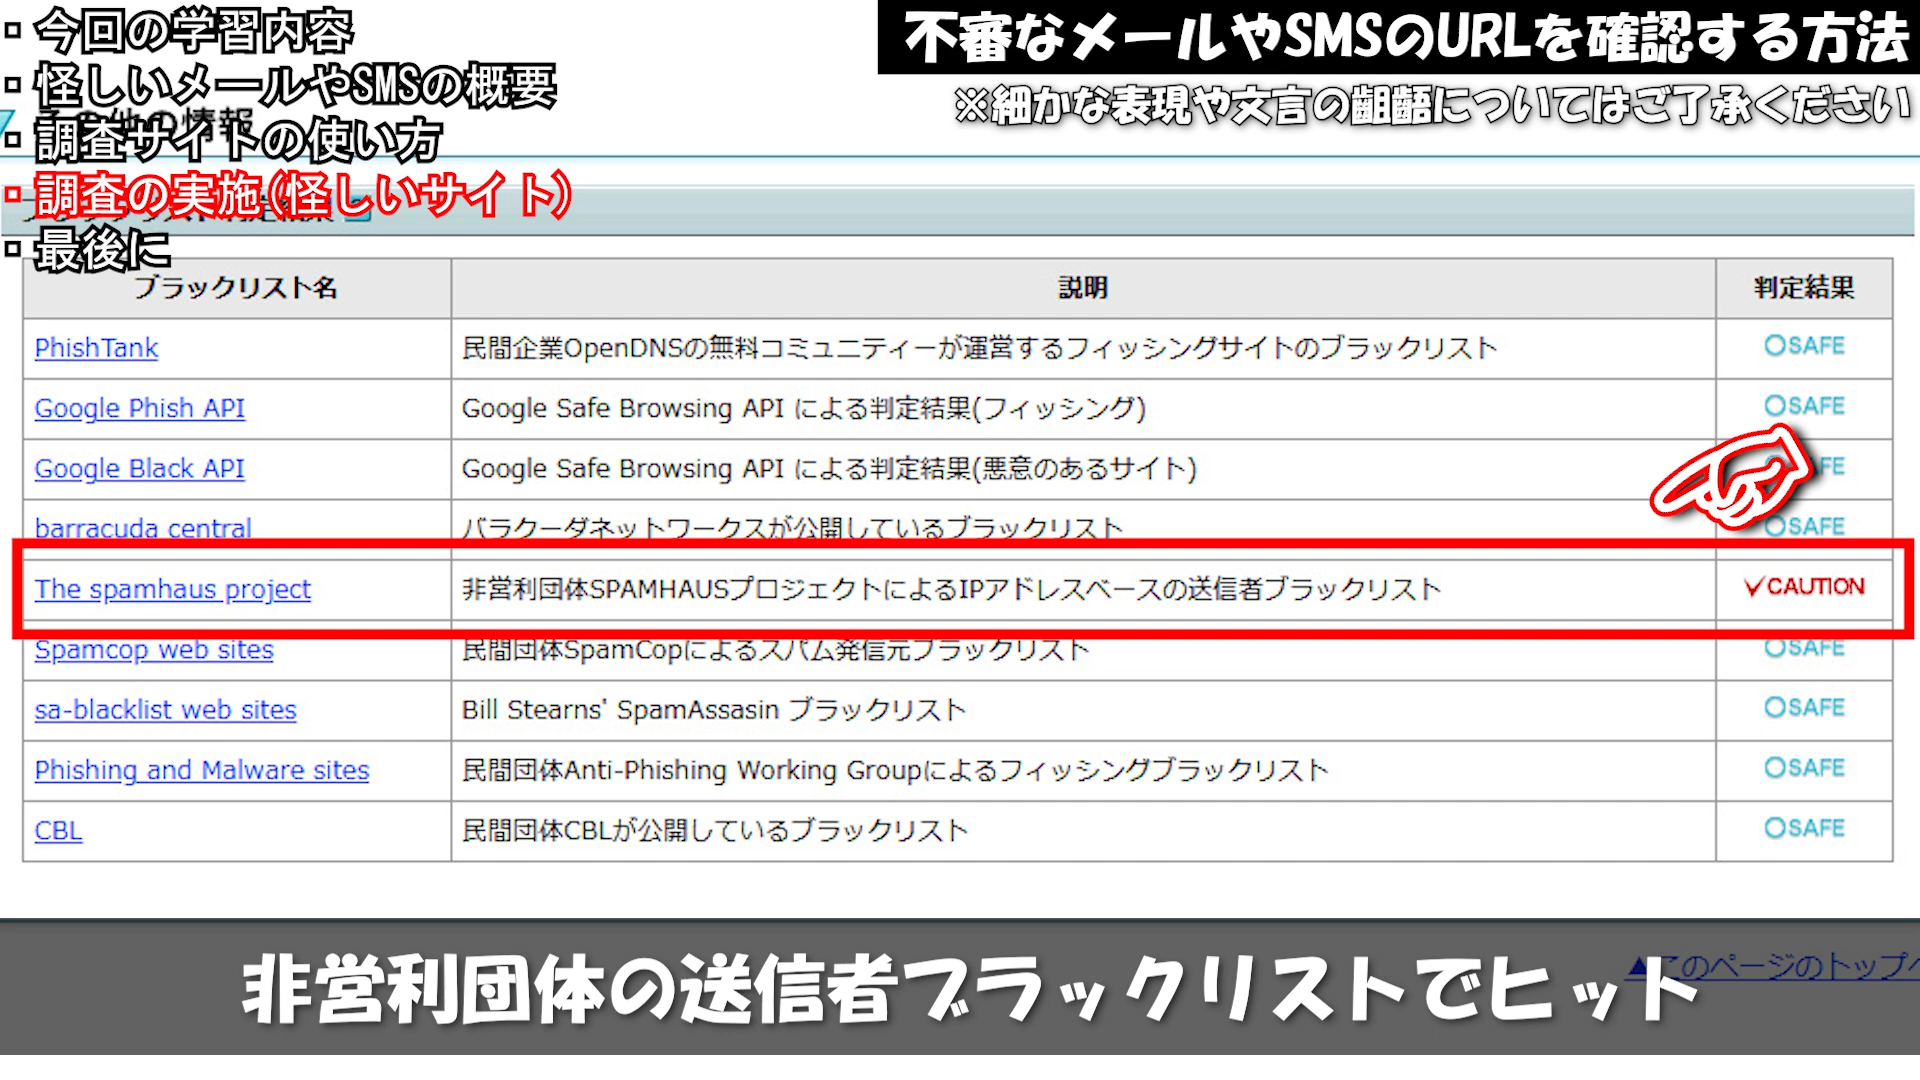 ・今回の学習内容
・怪しいメールやSMSの概要
・調査サイトの使い方
・調査の実施(怪しいサイト)
・最後に
不審なメールやSMSのURLを確認する方法
※細かな表現や文言の齟齬についてはご了承ください
その他の情報
ブラックリスト名 説明 判定結果
PhishTank 民間企業OpenDNSの無料コミュニティーが運営するフィッシングサイトのブラックリスト ○SAFE
Google Phish API Google Safe Browsing API による判定結果(フィッシング) ○SAFE
Google Black API Google Safe Browsing API による判定結果(悪意のあるサイト) FE
barracuda central バラクーダネットワークスが公開しているブラックリスト ○SAFE
The spamhaus project 非営利団体SPAMHAUSプロジェクトによるIPアドレスベースの送信者ブラックリスト ✓CAUTION
Spamcop web sites 民間団体SpamCopによるスパム発信元ブラックリスト ○SAFE
sa-blacklist web sites Bill Stearns' SpamAssasin ブラックリスト ○SAFE
Phishing and Malware sites 民間団体Anti-Phishing Working Groupによるフィッシングブラックリスト ○SAFE
CBL 民間団体CBLが公開しているブラックリスト ○SAFE
▲このページのトップへ
非営利団体の送信者ブラックリストでヒット